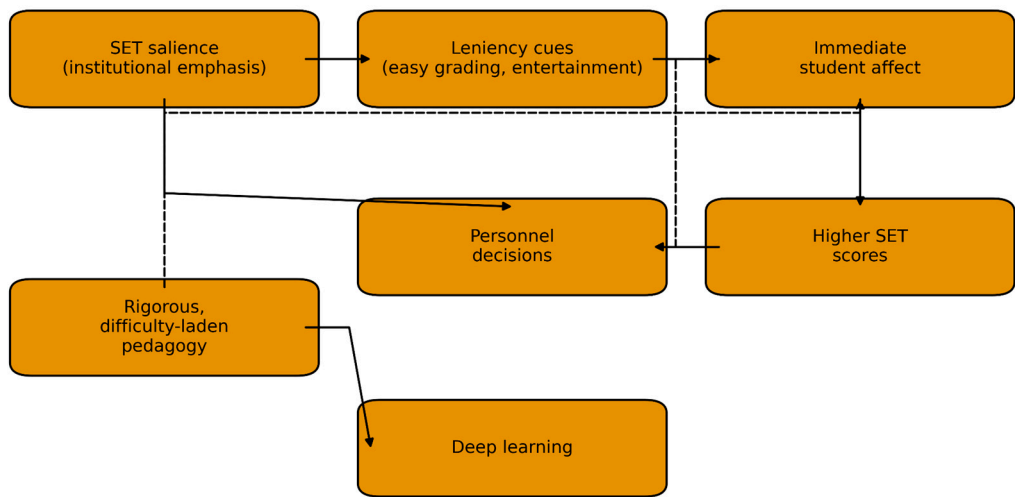 SET salience
(institutional emphasis)
Leniency cues
(easy grading, entertainment)
Immediate
student affect
Personnel
decisions
Higher SET
scores
Rigorous,
difficulty-laden
pedagogy
Deep learning